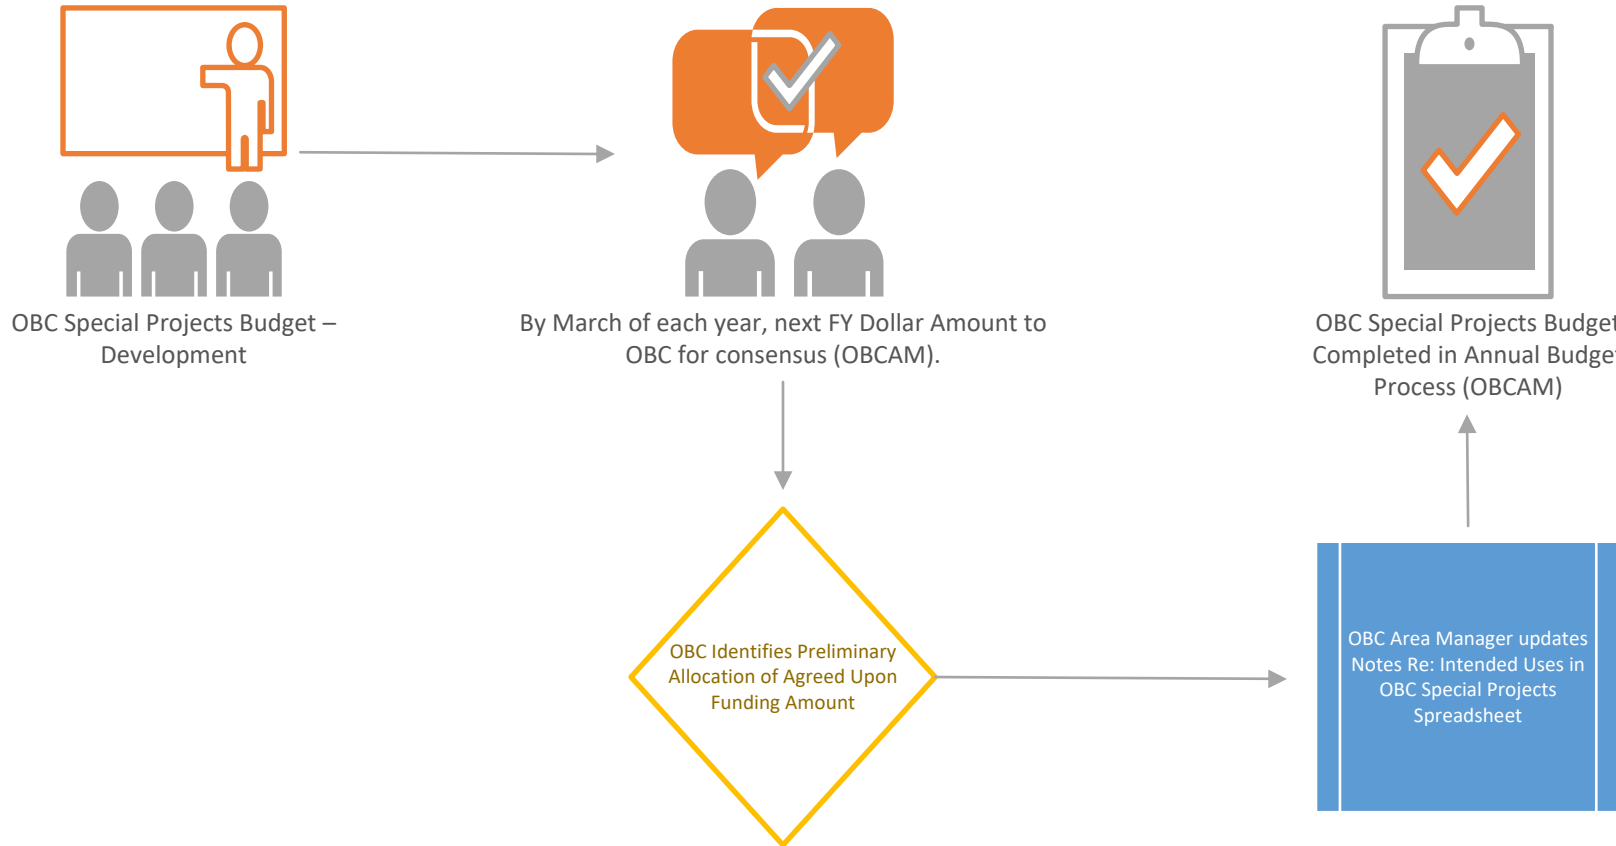 OBC Special Projects Budget –
Development
By March of each year, next FY Dollar Amount to
OBC for consensus (OBCAM).
OBC Identifies Preliminary
Allocation of Agreed Upon
Funding Amount
OBC Area Manager updates
Notes Re: Intended Uses in
OBC Special Projects
Spreadsheet
OBC Special Projects Budget
Completed in Annual Budget
Process (OBCAM)